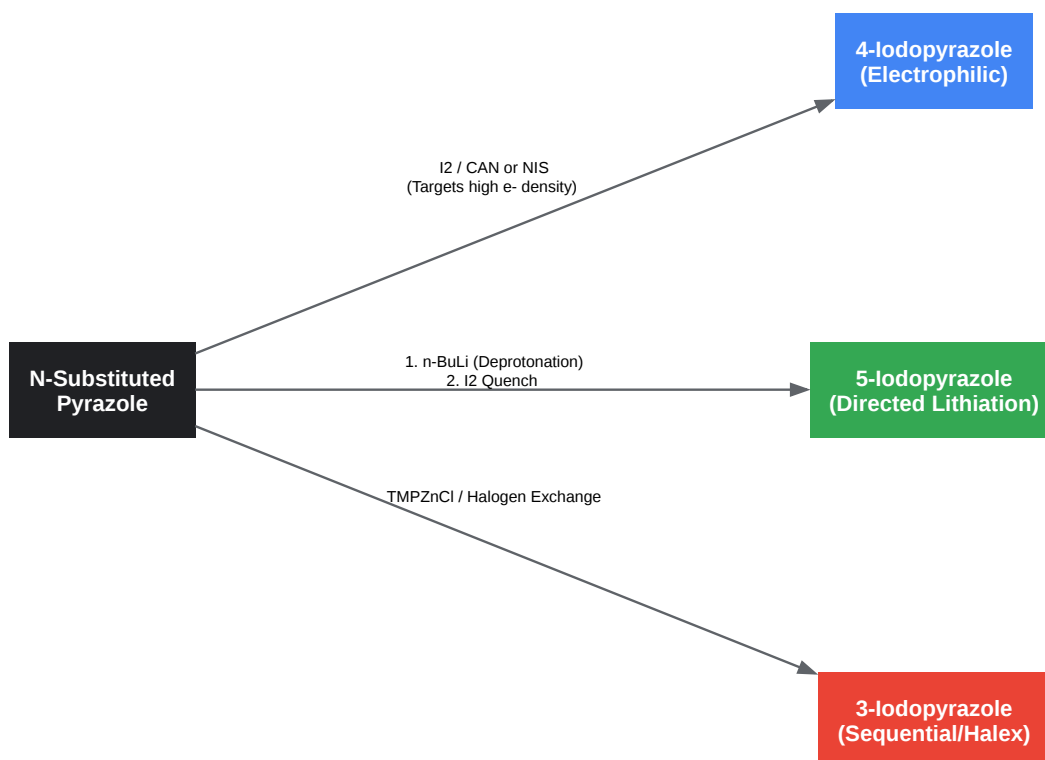 4-Iodopyrazole
(Electrophilic)
I2 / CAN or NIS
(Targets high e- density)
N-Substituted
Pyrazole
1. n-BuLi (Deprotonation)
2. I2 Quench
5-Iodopyrazole
(Directed Lithiation)
TMPZnCl / Halogen Exchange
3-Iodopyrazole
(Sequential/Halex)